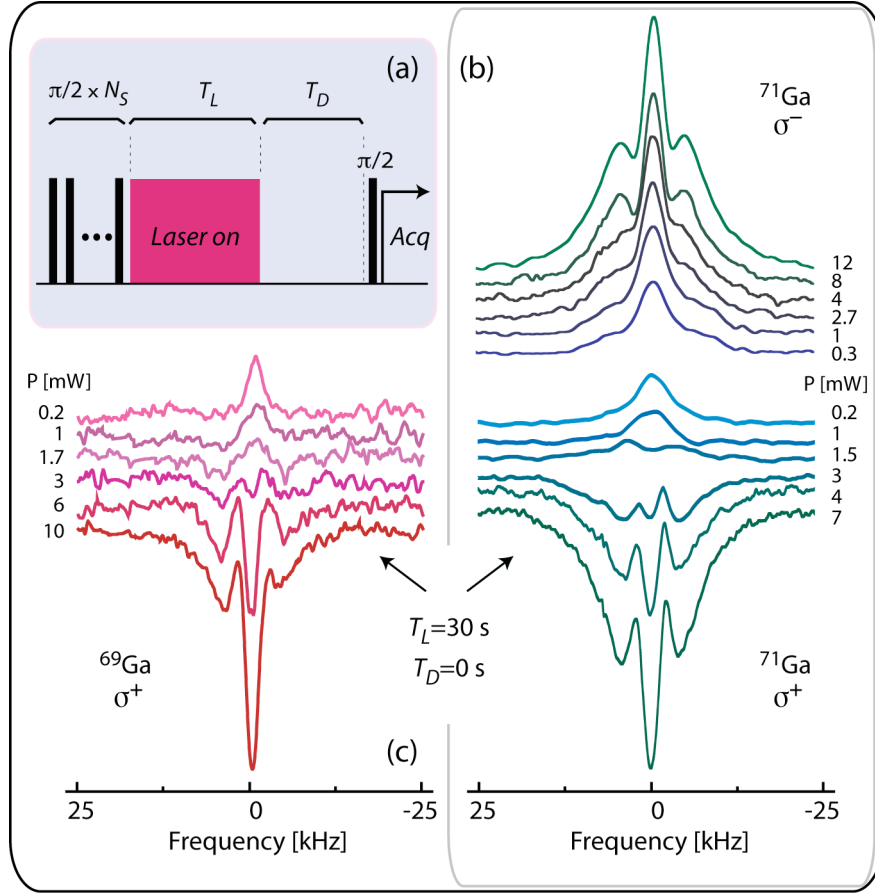 (a)
π/2 × N_S
T_L
T_D
π/2
Laser on
Acq
(b)
⁷¹Ga
σ⁻
12
8
4
2.7
1
0.3
P [mW]
0.2
1
1.5
3
4
7
⁷¹Ga
σ⁺
P [mW]
0.2
1
1.7
3
6
10
T_L=30 s
T_D=0 s
⁶⁹Ga
σ⁺
(c)
25 0 -25
Frequency [kHz]
25 0 -25
Frequency [kHz]